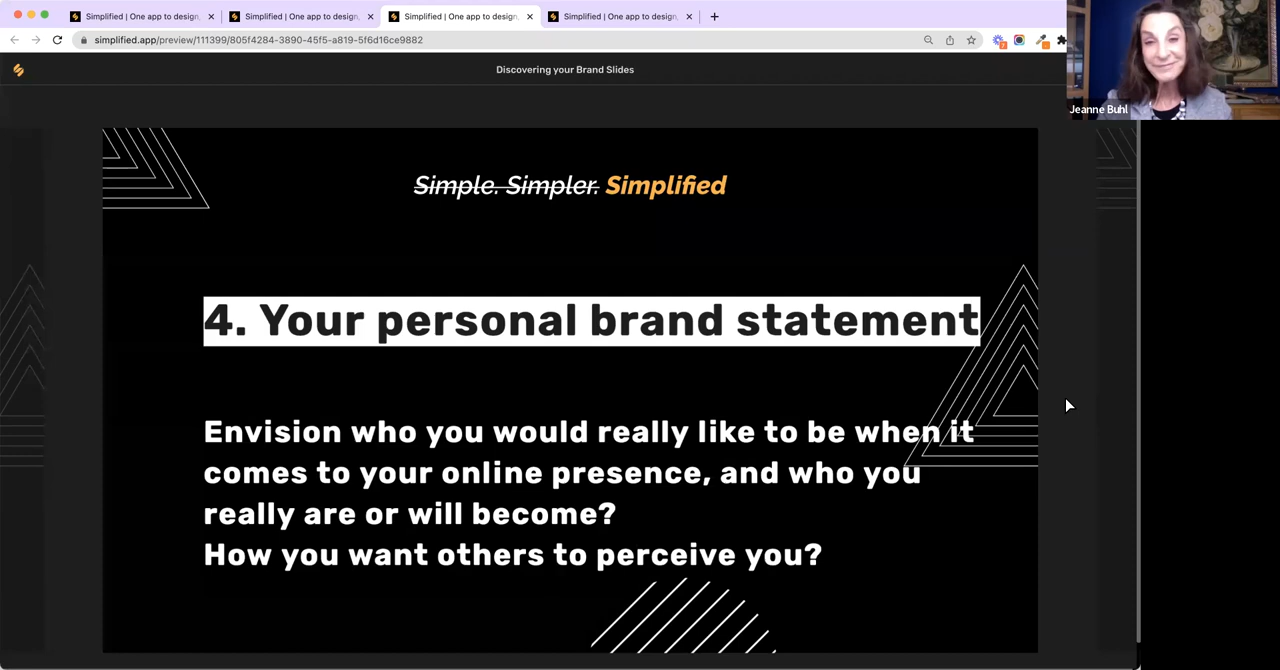 Simplified | One app to design,
Simplified | One app to design,
Simplified | One app to design,
Simplified | One app to design,
simplified.app/preview/111399/805f4284-3890-45f5-a819-5f6d16ce9882
Discovering your Brand Slides
Jeanne Buhl
Simple. Simpler. Simplified
4. Your personal brand statement
Envision who you would really like to be when it
comes to your online presence, and who you
really are or will become?
How you want others to perceive you?